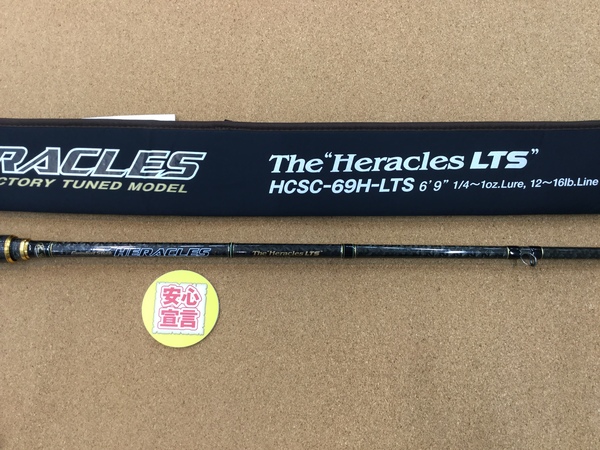 RACLES
CTORY TUNED MODEL
The "Heracles LTS"
HCSC-69H-LTS 6'9" 1/4~1oz.Lure, 12~16lb.Line
HERACLES
The "Heracles LTS"
安心
宣言